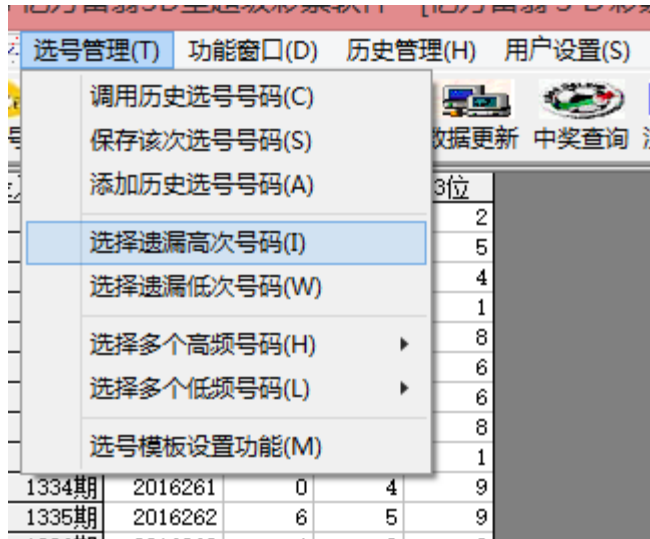 选号管理(T) 功能窗口(D) 历史管理(H) 用户设置(S)
调用历史选号号码(C)
保存该次选号号码(S)
添加历史选号号码(A)
选择遗漏高次号码(I)
选择遗漏低次号码(W)
选择多个高频号码(H)
选择多个低频号码(L)
选号模板设置功能(M)
数据更新 中奖查询
3位
2
5
4
1
8
6
6
8
1
1334期 2016261 0 4 9
1335期 2016262 6 5 9